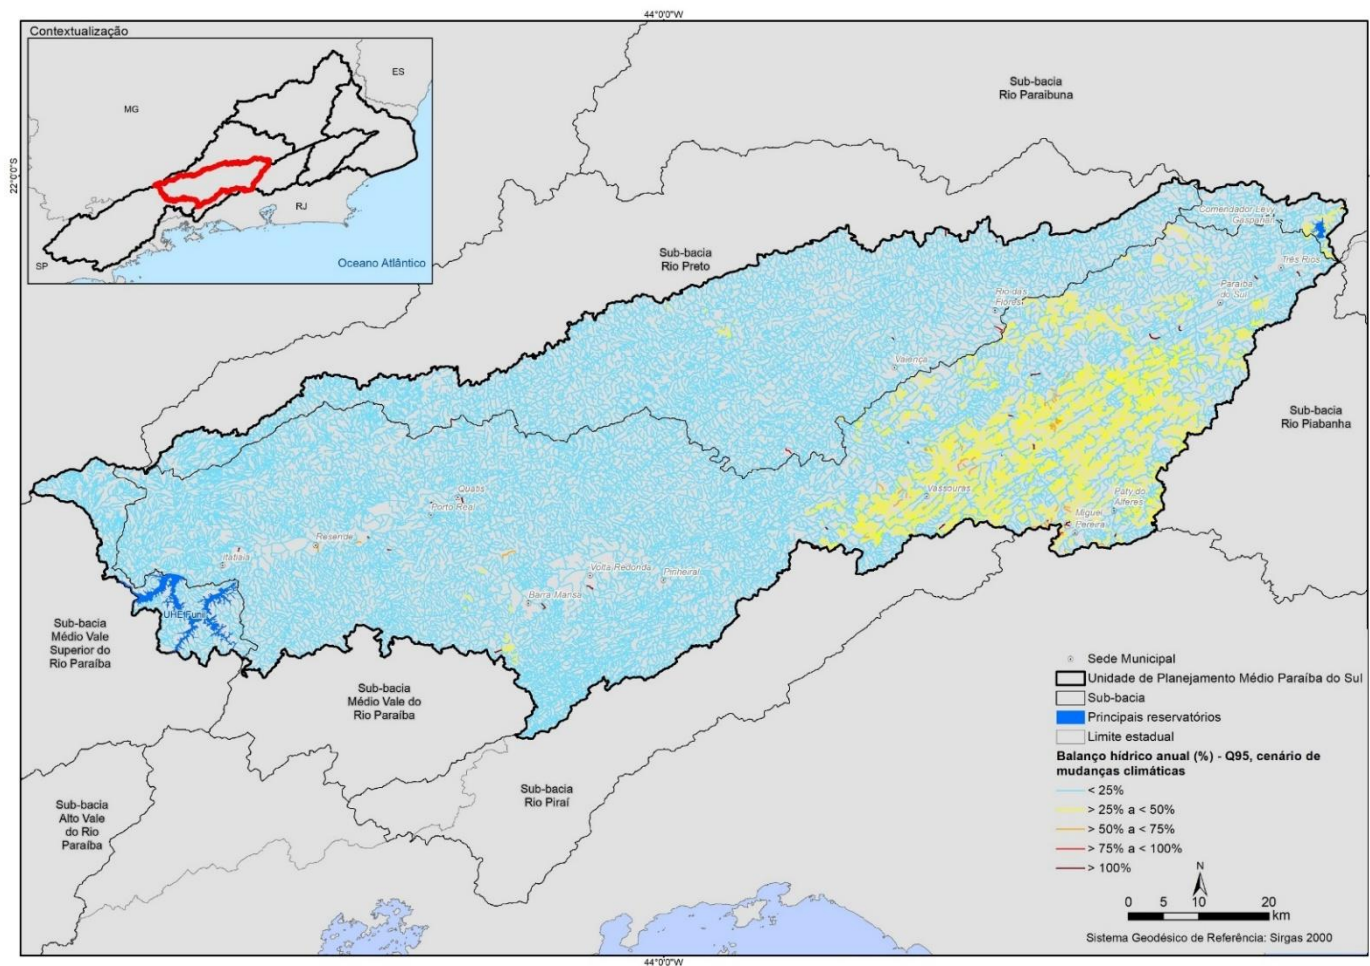 44°0'0"W
Contextualização
ES
MG
RJ
SP
Oceano Atlântico
22°0'S
Sub-bacia
Rio Paraibuna
Sub-bacia
Rio Preto
Comendador Levy
Gasparian
Três Rios
Paraíba
do Sul
Rio das
Flores
Valença
Sub-bacia
Rio Piabanha
Vassouras
Paty do
Alferes
Miguel
Pereira
Quatis
Porto Real
Resende
Itatiaia
Volta Redonda
Pinheiral
Barra Mansa
UHE Funil
Sub-bacia
Médio Vale
Superior do
Rio Paraíba
Sub-bacia
Médio Vale do
Rio Paraíba
Sub-bacia
Rio Piraí
Sub-bacia
Alto Vale
do Rio
Paraíba
Sede Municipal
Unidade de Planejamento Médio Paraíba do Sul
Sub-bacia
Principais reservatórios
Limite estadual
Balanço hídrico anual (%) - Q95, cenário de
mudanças climáticas
< 25%
> 25% a < 50%
> 50% a < 75%
> 75% a < 100%
> 100%
N
0 5 10 20
km
Sistema Geodésico de Referência: Sirgas 2000
44°0'0"W